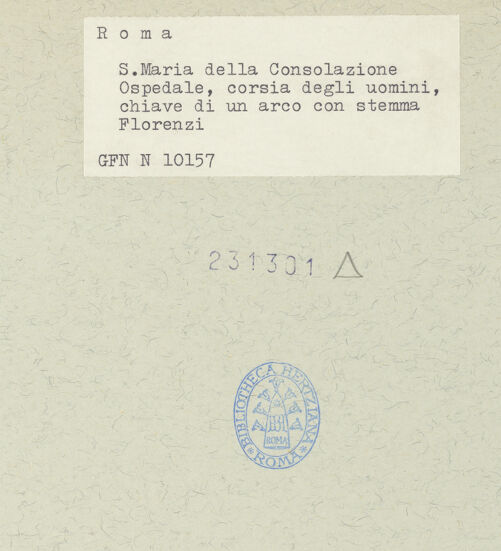 R o m a
S.Maria della Consolazione
Ospedale, corsia degli uomini,
chiave di un arco con stemma
Florenzi
GFN N 10157
231301 △
BIBLIOTHECA HERTZIANA
ROMA
* ROMA *